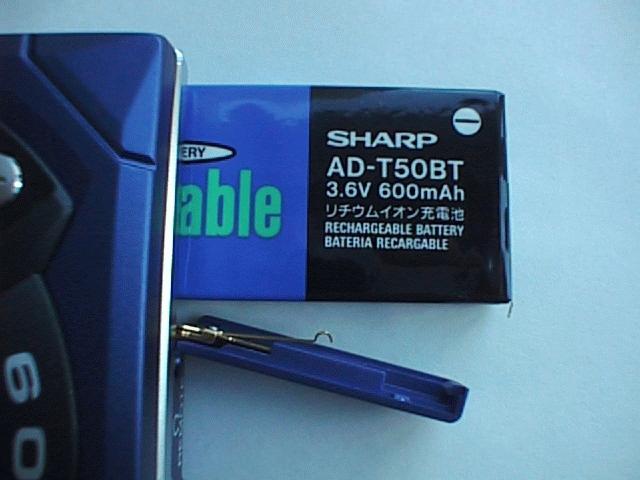 ERY
able
SHARP
AD-T50BT
3.6V 600mAh
リチウムイオン充電池
RECHARGEABLE BATTERY
BATERIA RECARGABLE
60